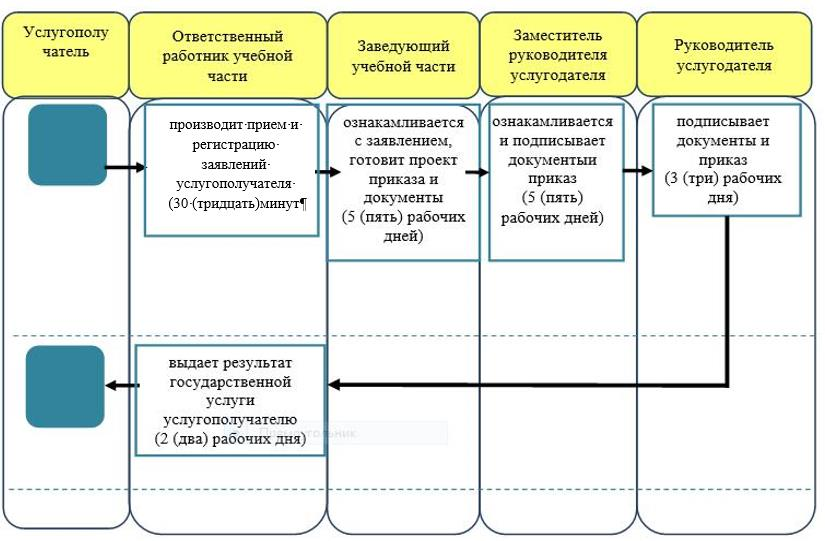 Услугополу
чатель
Ответственный
работник учебной
части
Заведующий
учебной части
Заместитель
руководителя
услугодателя
Руководитель
услугодателя
производит·прием·и·
регистрацию·
заявлений·
услугополучателя·
(30·(тридцать)минут¶
ознакамливается
с заявлением,
готовит проект
приказа и
документы
(5 (пять) рабочих
дней)
ознакамливается
и подписывает
документыи
приказ
(5 (пять)
рабочих дней)
подписывает
документы и
приказ
(3 (три) рабочих
дня)
выдает результат
государственной
услуги
услугополучателю
(2 (два) рабочих дня)
Прямоугольник